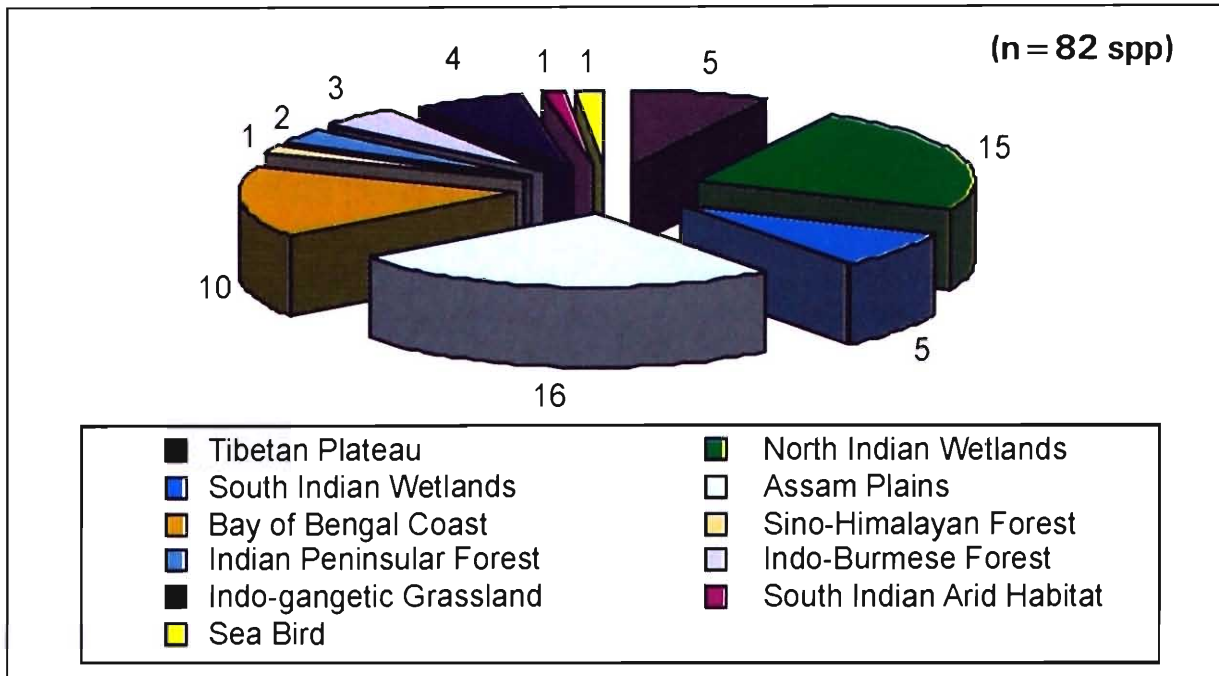 (n = 82 spp)
4 1 1 5
3
2
1
15
10
5
16
Tibetan Plateau North Indian Wetlands
South Indian Wetlands Assam Plains
Bay of Bengal Coast Sino-Himalayan Forest
Indian Peninsular Forest Indo-Burmese Forest
Indo-gangetic Grassland South Indian Arid Habitat
Sea Bird